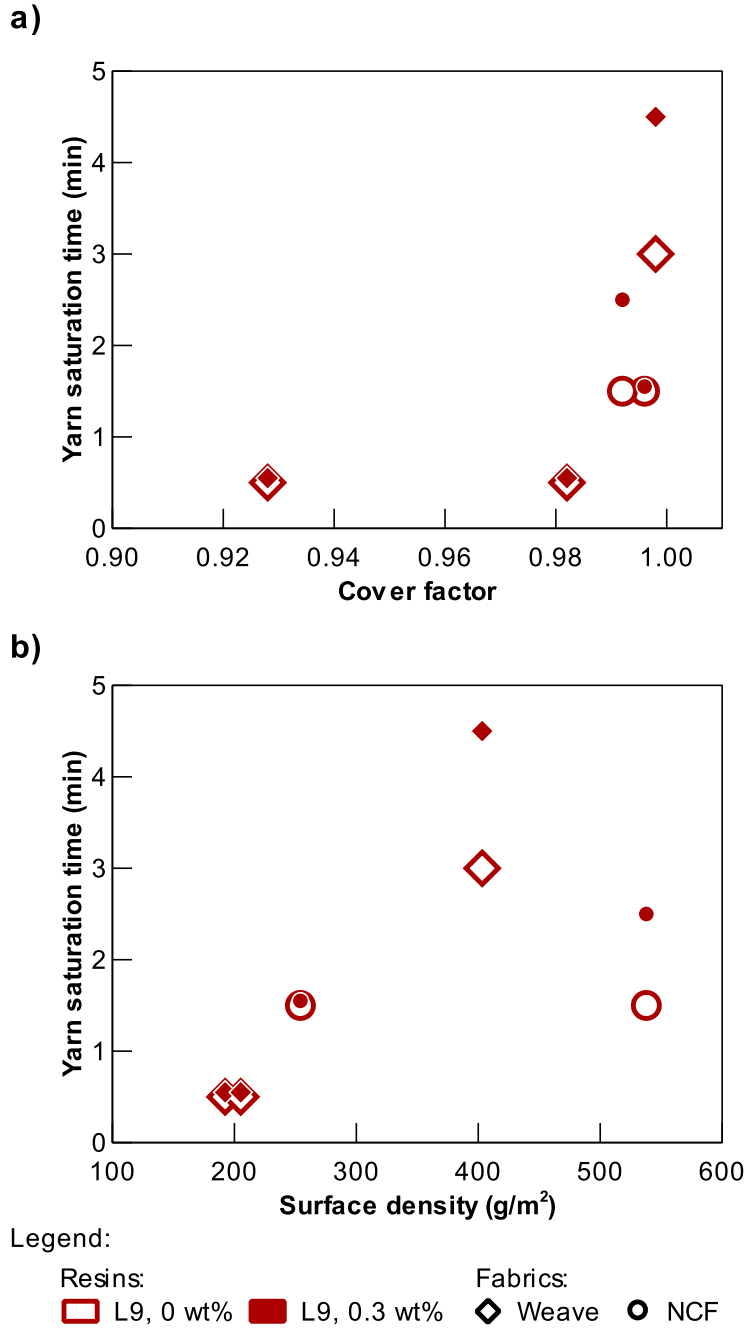 a)
5
4
3
2
1
0
Yarn saturation time (min)
0.90 0.92 0.94 0.96 0.98 1.00
Cover factor
b)
5
4
3
2
1
0
Yarn saturation time (min)
100 200 300 400 500 600
Surface density (g/m²)
Legend:
Resins: Fabrics:
L9, 0 wt% L9, 0.3 wt% Weave NCF